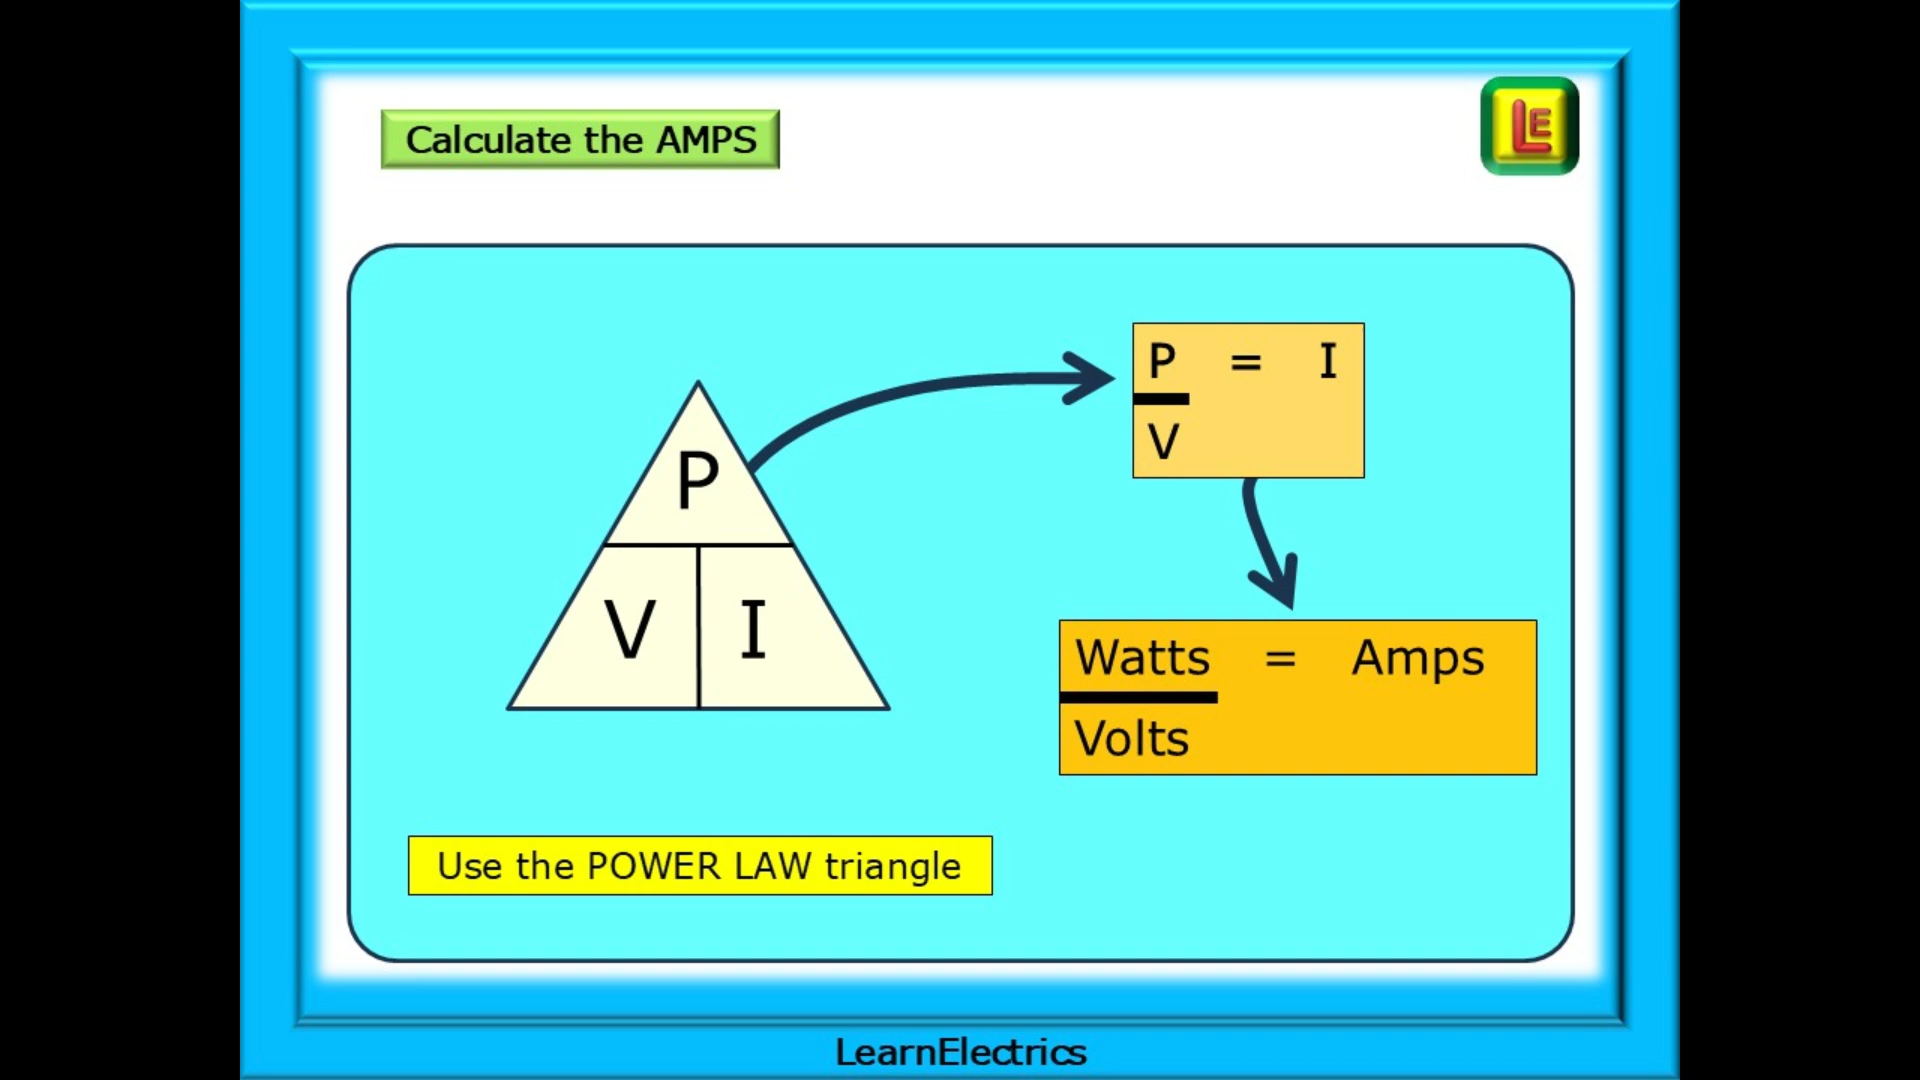 Calculate the AMPS
LE
P = I
V
P
V I
Watts = Amps
Volts
Use the POWER LAW triangle
LearnElectrics